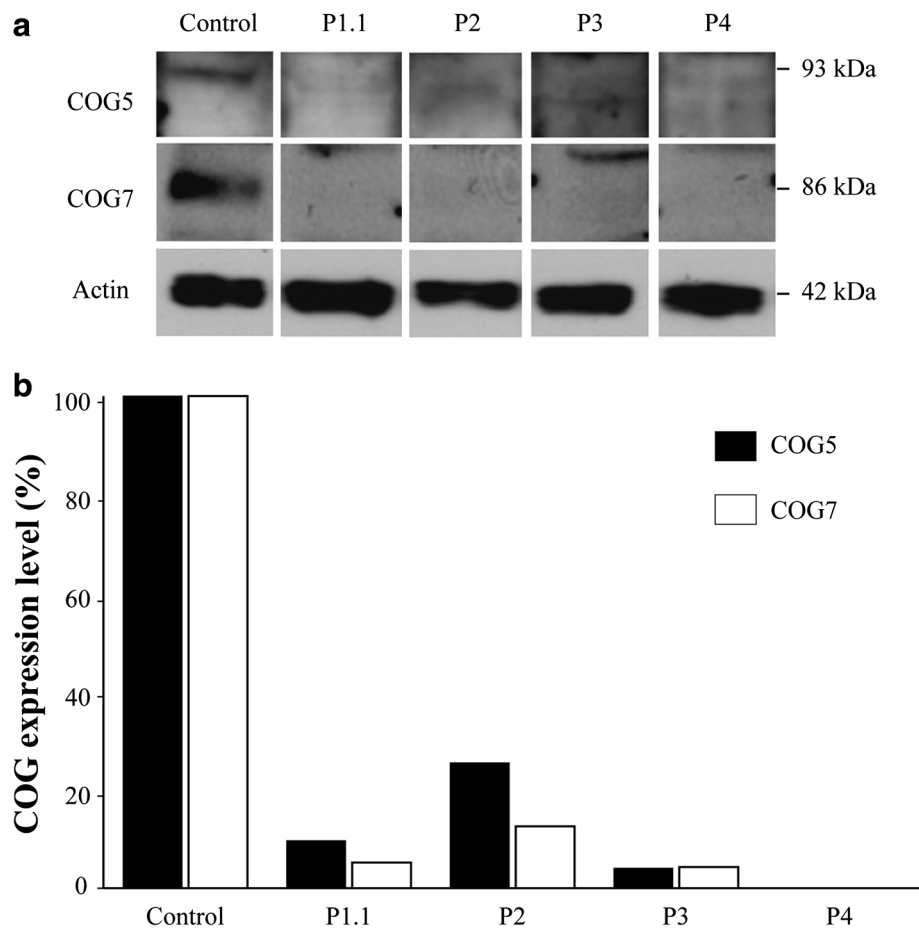 a
Control P1.1 P2 P3 P4
COG5
93 kDa
COG7
86 kDa
Actin
42 kDa
b
COG expression level (%)
100
80
60
40
20
0
COG5
COG7
Control P1.1 P2 P3 P4